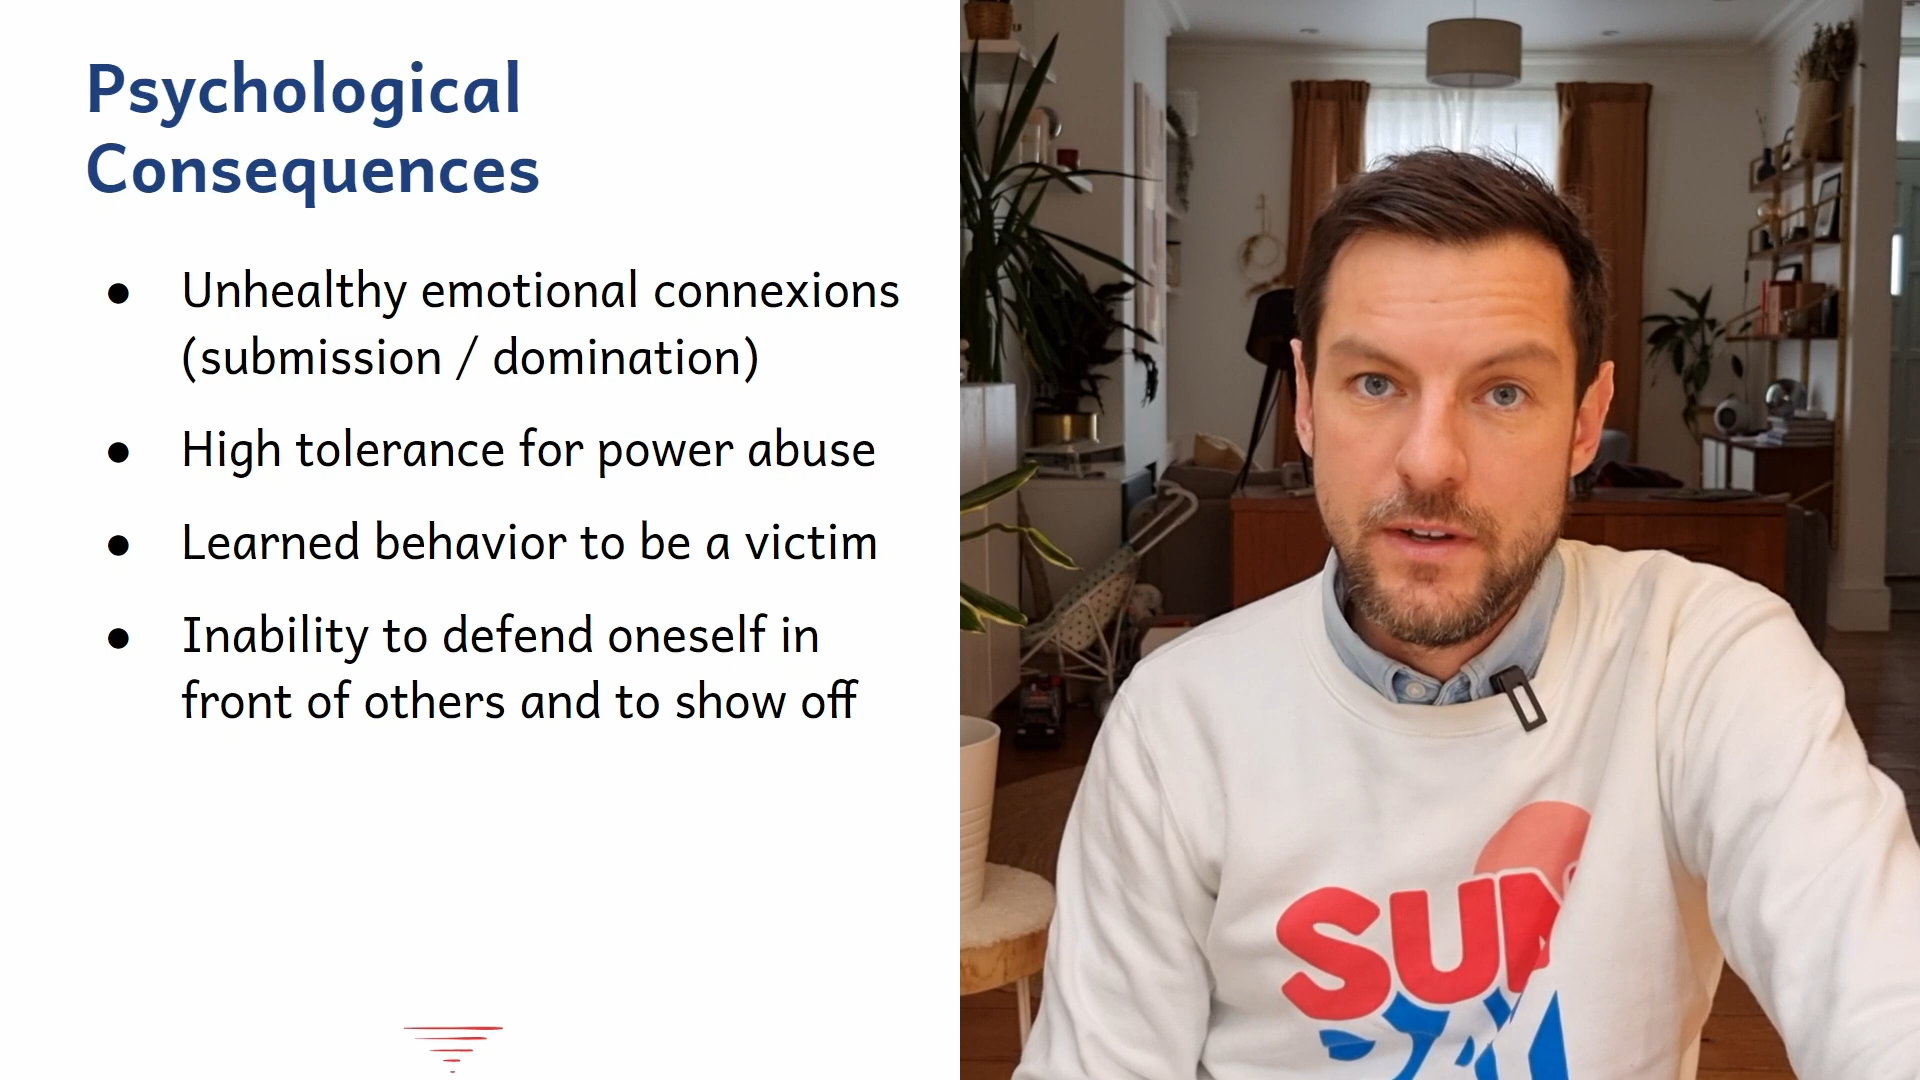 Psychological
Consequences
● Unhealthy emotional connexions
(submission / domination)
● High tolerance for power abuse
● Learned behavior to be a victim
● Inability to defend oneself in
front of others and to show off
SUN